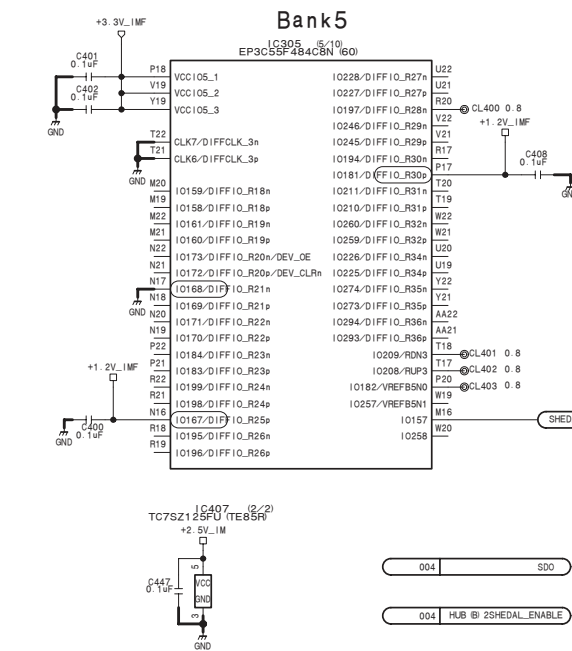 Bank5
IC305 (5/10)
EP3C55F484C8N (60)
+3.3V_IMF
C401
0.1uF
C402
0.1uF
GND
P18 VCCIO5_1
V19 VCCIO5_2
Y19 VCCIO5_3
T22 CLK7/DIFFCLK_3n
T21 CLK6/DIFFCLK_3p
GND
M20 IO159/DIFFIO_R18n
M19 IO158/DIFFIO_R18p
M22 IO161/DIFFIO_R19n
M21 IO160/DIFFIO_R19p
N22 IO173/DIFFIO_R20n/DEV_OE
N21 IO172/DIFFIO_R20p/DEV_CLRn
N17 IO168/DIFFIO_R21n
GND
N18 IO169/DIFFIO_R21p
N20 IO171/DIFFIO_R22n
N19 IO170/DIFFIO_R22p
P22 IO184/DIFFIO_R23n
P21 IO183/DIFFIO_R23p
R22 IO199/DIFFIO_R24n
R21 IO198/DIFFIO_R24p
N16 IO167/DIFFIO_R25p
R18 IO195/DIFFIO_R26n
R19 IO196/DIFFIO_R26p
+1.2V_IMF
C400
0.1uF
GND
IO228/DIFFIO_R27n U22
IO227/DIFFIO_R27p U21
IO197/DIFFIO_R28n R20 CL400 0.8
IO246/DIFFIO_R29n V22
IO245/DIFFIO_R29p V21
IO194/DIFFIO_R30n R17
IO181/DIFFIO_R30p P17
+1.2V_IMF
C408
0.1uF
IO211/DIFFIO_R31n T20
IO210/DIFFIO_R31p T19
IO260/DIFFIO_R32n W22
IO259/DIFFIO_R32p W21
IO226/DIFFIO_R34n U20
IO225/DIFFIO_R34p U19
IO274/DIFFIO_R35n Y22
IO273/DIFFIO_R35p Y21
IO294/DIFFIO_R36n AA22
IO293/DIFFIO_R36p AA21
IO209/RDN3 T18 CL401 0.8
IO208/RUP3 T17 CL402 0.8
IO182/VREFB5N0 P20 CL403 0.8
IO257/VREFB5N1 W19
IO157 M16 SHED
IO258 W20
IC407 (2/2)
TC7SZ125FU (TE85R)
+2.5V_IM
C447
0.1uF
5
VCC
GND
3
GND
004 SDO
004 HUB (B) 2SHEDAL_ENABLE